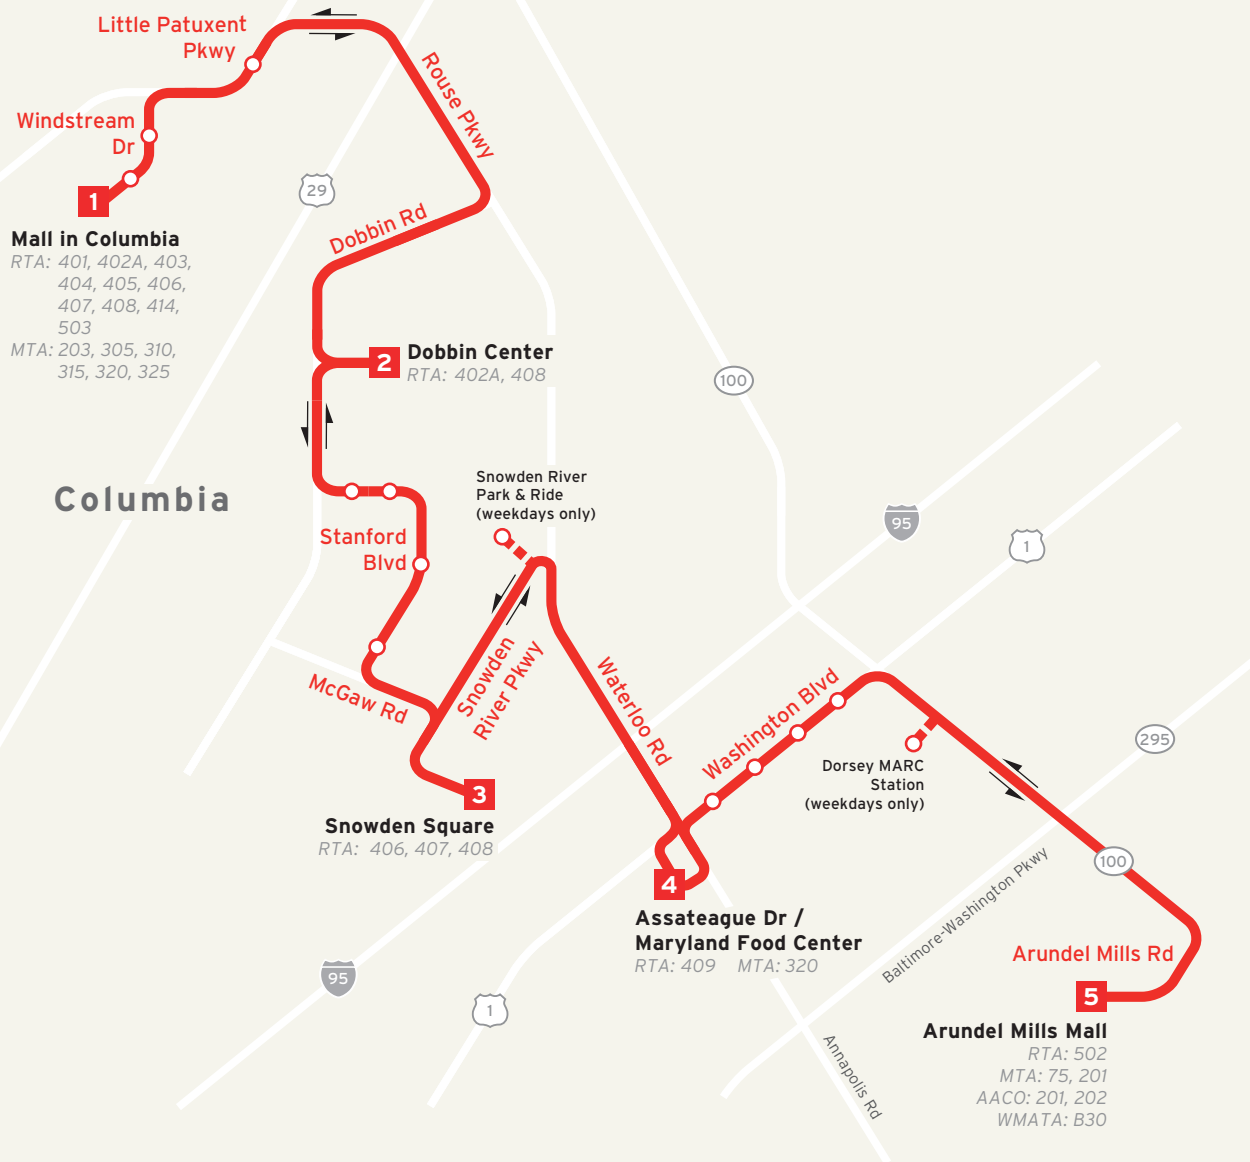 Little Patuxent
Pkwy
Rouse Pkwy
Windstream
Dr
29
1
Mall in Columbia
RTA: 401, 402A, 403,
404, 405, 406,
407, 408, 414,
503
MTA: 203, 305, 310,
315, 320, 325
Dobbin Rd
2
Dobbin Center
RTA: 402A, 408
100
Columbia
Snowden River
Park & Ride
(weekdays only)
95
1
Stanford
Blvd
McGaw Rd
Snowden
River Pkwy
Waterloo Rd
Washington Blvd
295
Dorsey MARC
Station
(weekdays only)
3
Snowden Square
RTA: 406, 407, 408
100
4
Assateague Dr /
Maryland Food Center
RTA: 409 MTA: 320
Baltimore-Washington Pkwy
Arundel Mills Rd
95
1
5
Arundel Mills Mall
RTA: 502
MTA: 75, 201
AACO: 201, 202
WMATA: B30
Annapolis Rd